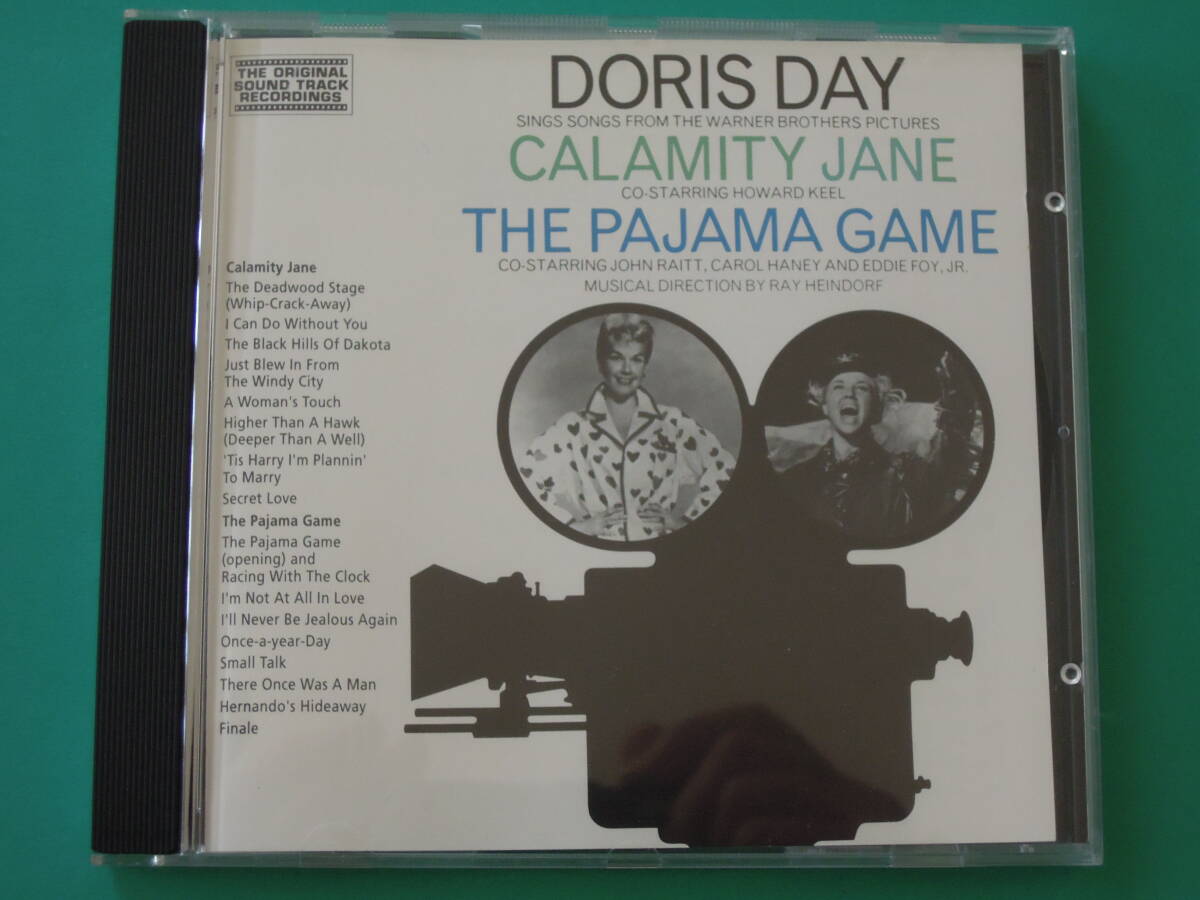 THE ORIGINAL
SOUND TRACK
RECORDINGS
DORIS DAY
SINGS SONGS FROM THE WARNER BROTHERS PICTURES
CALAMITY JANE
CO-STARRING HOWARD KEEL
THE PAJAMA GAME
CO-STARRING JOHN RAITT, CAROL HANEY AND EDDIE FOY, JR.
MUSICAL DIRECTION BY RAY HEINDORF
Calamity Jane
The Deadwood Stage
(Whip-Crack-Away)
I Can Do Without You
The Black Hills Of Dakota
Just Blew In From
The Windy City
A Woman's Touch
Higher Than A Hawk
(Deeper Than A Well)
'Tis Harry I'm Plannin'
To Marry
Secret Love
The Pajama Game
The Pajama Game
(opening) and
Racing With The Clock
I'm Not At All In Love
I'll Never Be Jealous Again
Once-a-year-Day
Small Talk
There Once Was A Man
Hernando's Hideaway
Finale